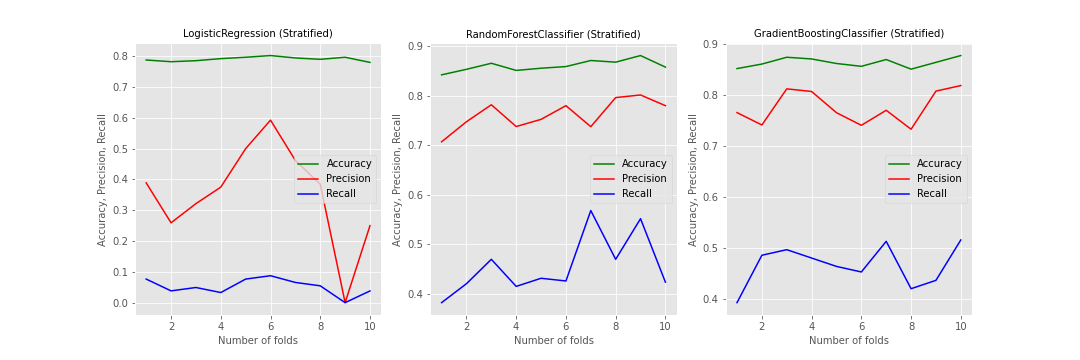 LogisticRegression (Stratified)
Accuracy, Precision, Recall
0.8
0.7
0.6
0.5
0.4
0.3
0.2
0.1
0.0
Accuracy
Precision
Recall
2 4 6 8 10
Number of folds
RandomForestClassifier (Stratified)
Accuracy, Precision, Recall
0.9
0.8
0.7
0.6
0.5
0.4
Accuracy
Precision
Recall
2 4 6 8 10
Number of folds
GradientBoostingClassifier (Stratified)
Accuracy, Precision, Recall
0.9
0.8
0.7
0.6
0.5
0.4
Accuracy
Precision
Recall
2 4 6 8 10
Number of folds